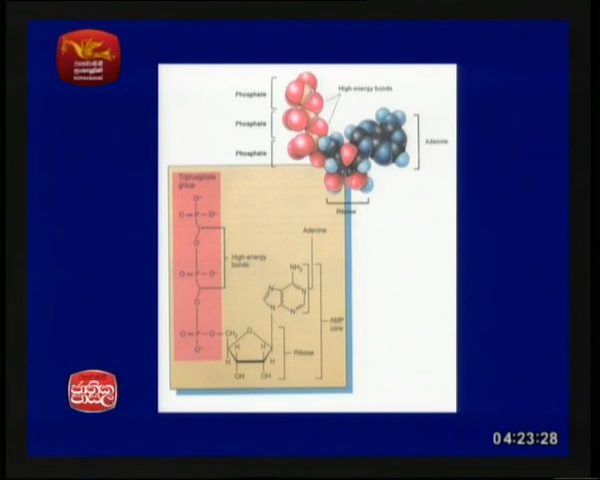 Phosphate
High-energy bonds
Phosphate
Adenine
Phosphate
Ribose
Triphosphate
group
O-
O
P
O-
O
Adenine
High-energy
bonds
NH2
O
P
O-
N
N
O
N
N
AMP
core
O
P
O
CH2
O
O-
H
H
H
H
Ribose
OH
OH
ජාතික
පාසල
04:23:28